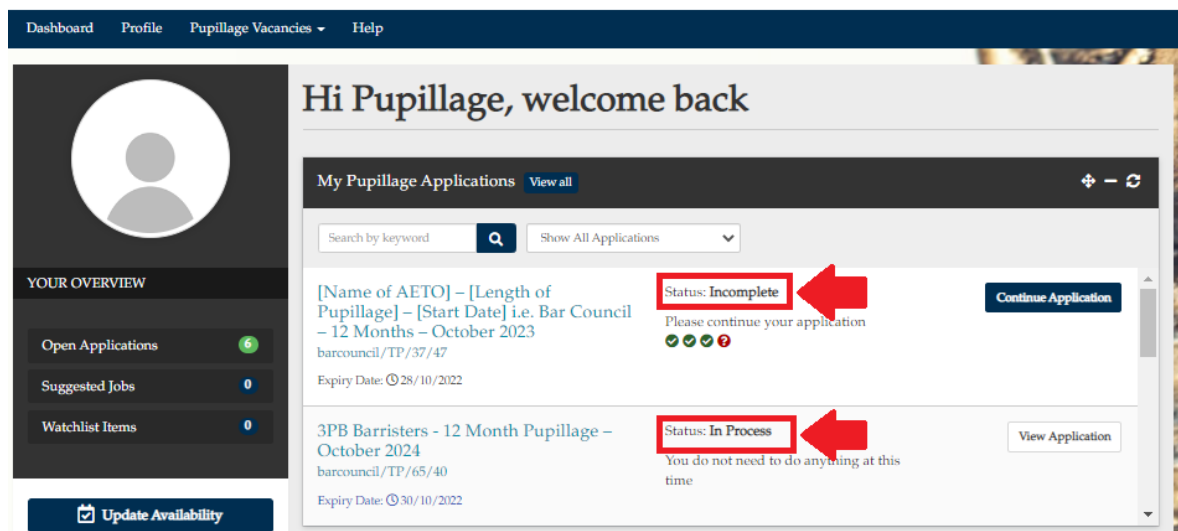 Dashboard Profile Pupillage Vacancies Help
Hi Pupillage, welcome back
My Pupillage Applications View all
Search by keyword Show All Applications
YOUR OVERVIEW
Open Applications 6
Suggested Jobs 0
Watchlist Items 0
Update Availability
[Name of AETO] – [Length of
Pupillage] – [Start Date] i.e. Bar Council
– 12 Months – October 2023
barcouncil/TP/37/47
Expiry Date: 28/10/2022
Status: Incomplete
Please continue your application
Continue Application
3PB Barristers - 12 Month Pupillage –
October 2024
barcouncil/TP/65/40
Expiry Date: 30/10/2022
Status: In Process
You do not need to do anything at this
time
View Application